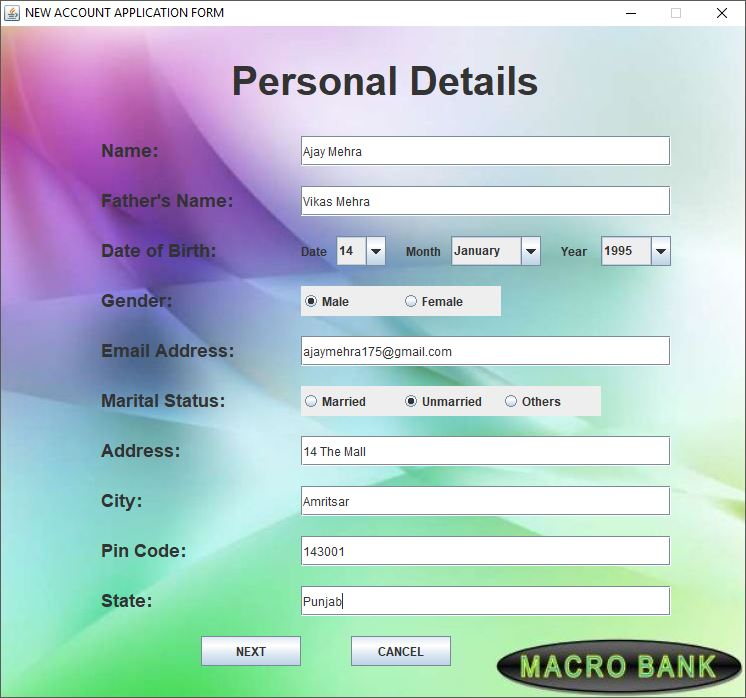 NEW ACCOUNT APPLICATION FORM
Personal Details
Name: Ajay Mehra
Father's Name: Vikas Mehra
Date of Birth: Date 14 Month January Year 1995
Gender: Male Female
Email Address: ajaymehra175@gmail.com
Marital Status: Married Unmarried Others
Address: 14 The Mall
City: Amritsar
Pin Code: 143001
State: Punjab
NEXT CANCEL
MACRO BANK